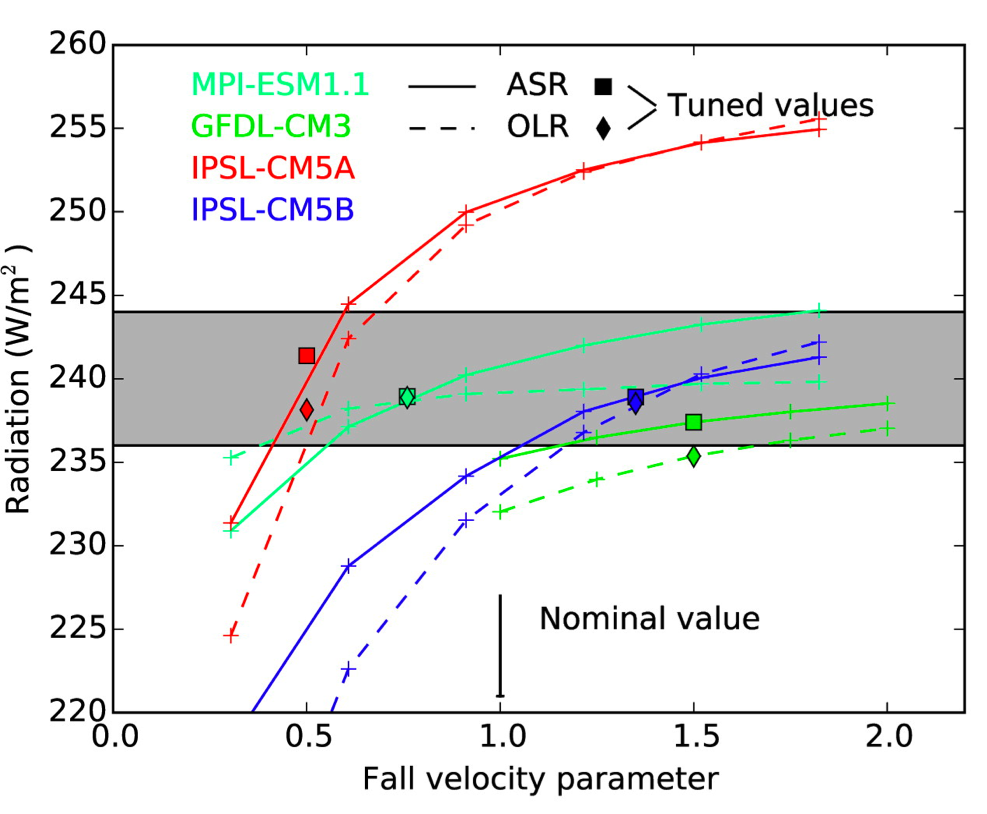 260
255
250
245
240
235
230
225
220
Radiation (W/m²)
MPI-ESM1.1
GFDL-CM3
IPSL-CM5A
IPSL-CM5B
ASR
OLR
Tuned values
Nominal value
0.0 0.5 1.0 1.5 2.0
Fall velocity parameter